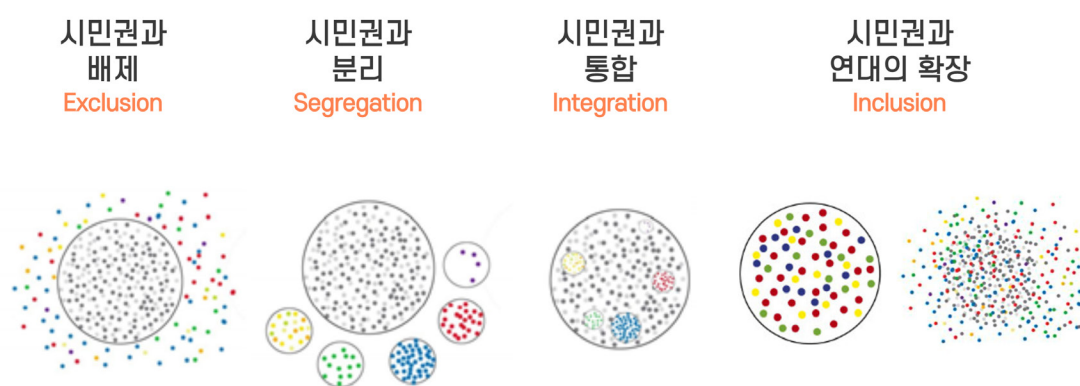 시민권과
배제
Exclusion
시민권과
분리
Segregation
시민권과
통합
Integration
시민권과
연대의 확장
Inclusion